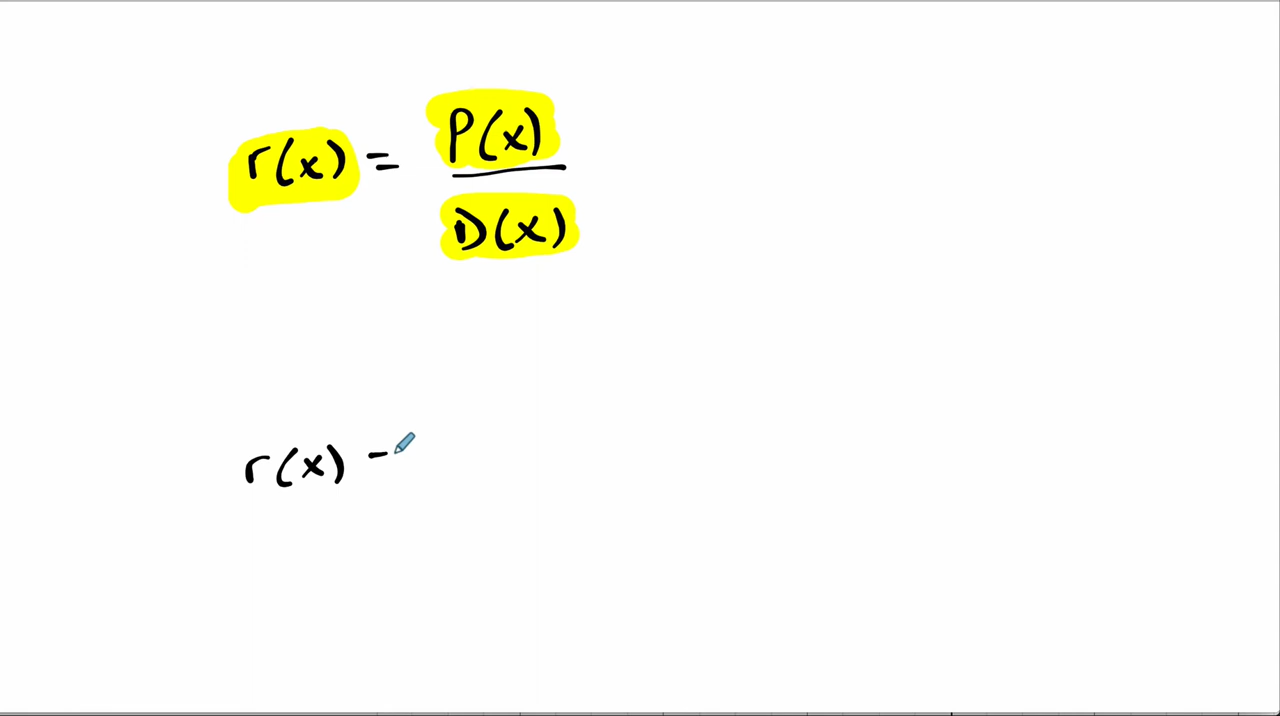 r(x) = P(x)
D(x)
r(x) -